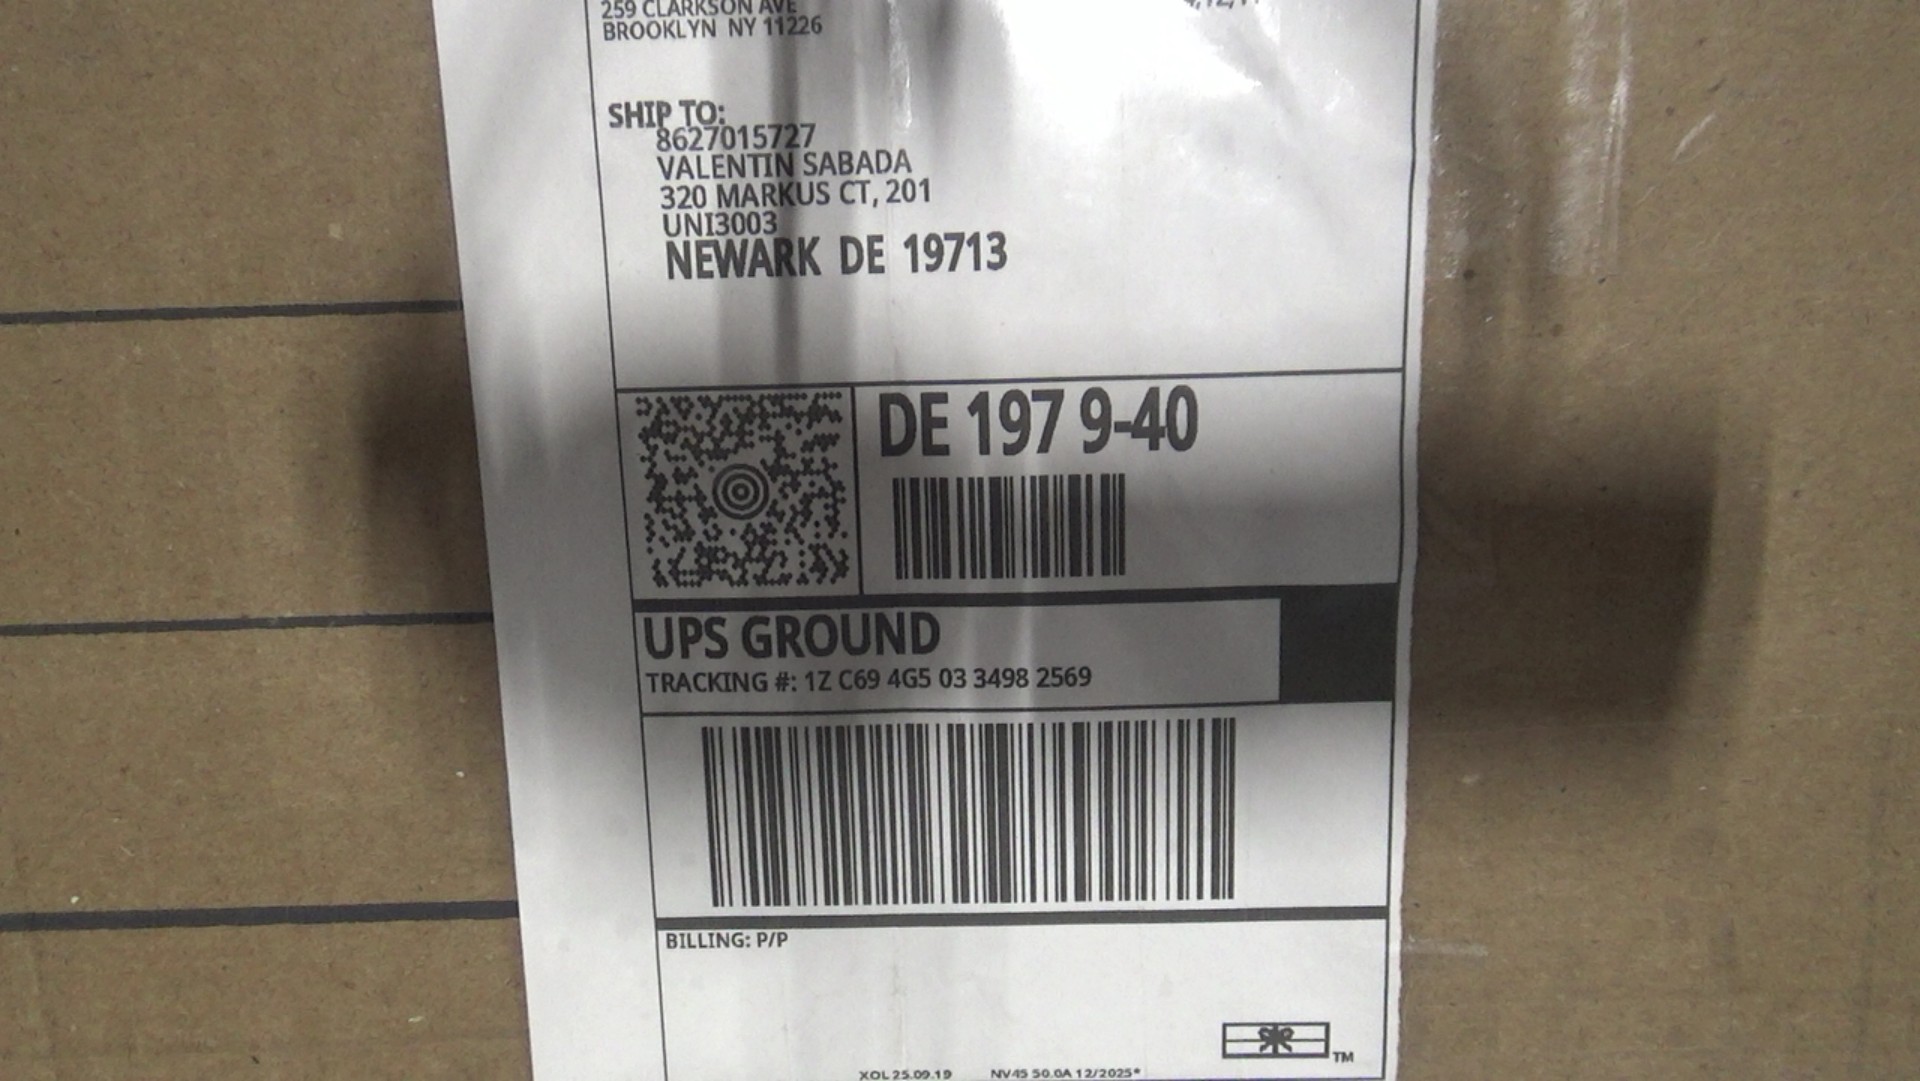 259 CLARKSON AVE
BROOKLYN NY 11226
SHIP TO:
8627015727
VALENTIN SABADA
320 MARKUS CT, 201
UNI3003
NEWARK DE 19713
DE 197 9-40
UPS GROUND
TRACKING #: 1Z C69 4G5 03 3498 2569
BILLING: P/P
TM
XOL 25.09.19 NV45 50.0A 12/2025*